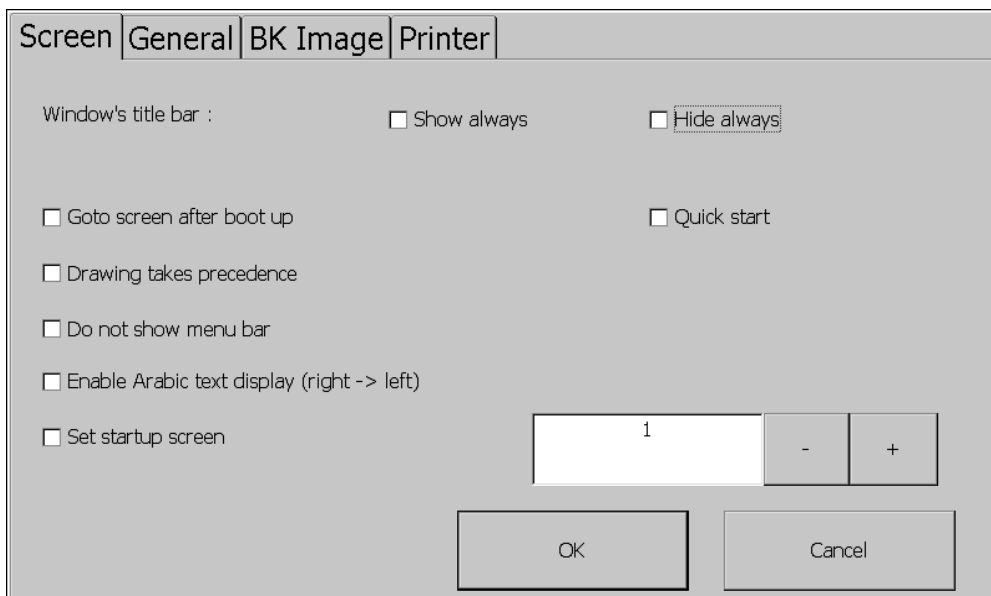 Screen General BK Image Printer
Window's title bar : Show always Hide always
Goto screen after boot up Quick start
Drawing takes precedence
Do not show menu bar
Enable Arabic text display (right -> left)
Set startup screen 1 - +
OK Cancel